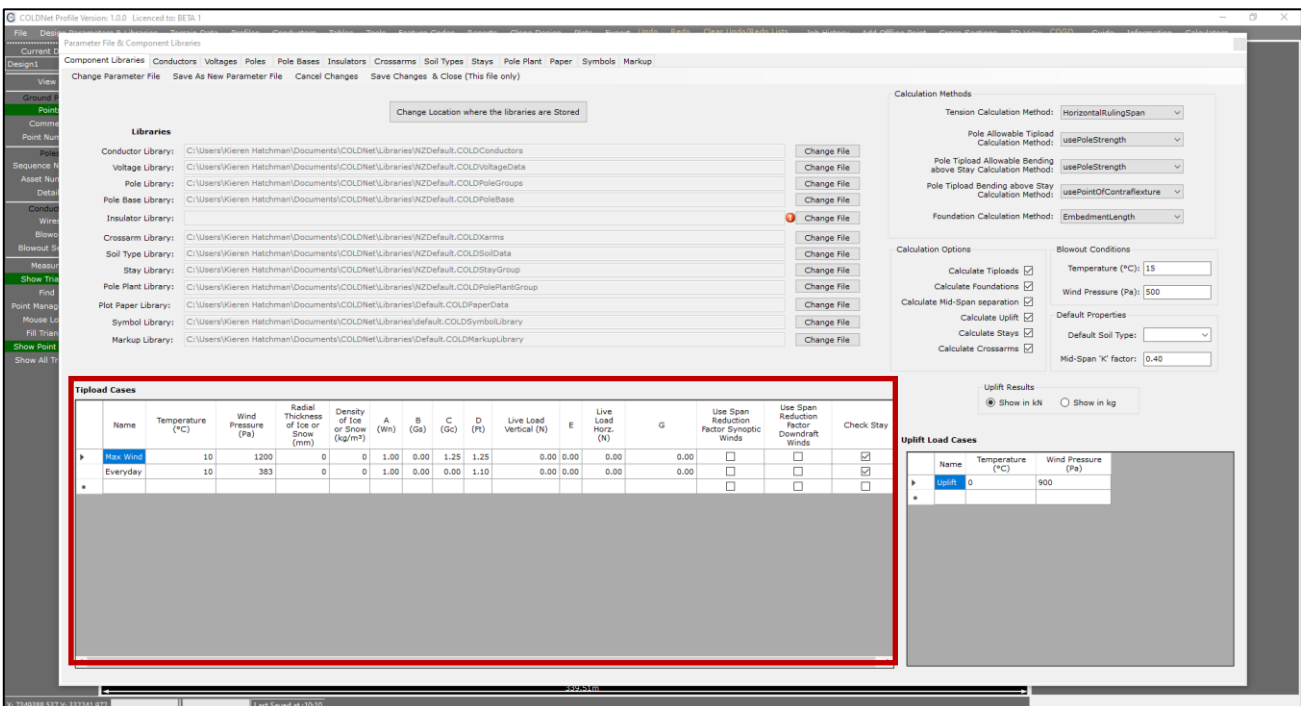 COLDNet Profile Version: 1.0.0 Licenced to: BETA 1
Parameter File & Component Libraries
Component Libraries Conductors Voltages Poles Pole Bases Insulators Crossarms Soil Types Stays Pole Plant Paper Symbols Markup
Change Parameter File Save As New Parameter File Cancel Changes Save Changes & Close (This file only)
Change Location where the libraries are Stored
Libraries
Conductor Library: C:\Users\Kieren Hatchman\Documents\COLDNet\Libraries\NZDefault.COLDConductors Change File
Voltage Library: C:\Users\Kieren Hatchman\Documents\COLDNet\Libraries\NZDefault.COLDVoltageData Change File
Pole Library: C:\Users\Kieren Hatchman\Documents\COLDNet\Libraries\NZDefault.COLDPoleGroups Change File
Pole Base Library: C:\Users\Kieren Hatchman\Documents\COLDNet\Libraries\NZDefault.COLDPoleBase Change File
Insulator Library: Change File
Crossarm Library: C:\Users\Kieren Hatchman\Documents\COLDNet\Libraries\NZDefault.COLDXarms Change File
Soil Type Library: C:\Users\Kieren Hatchman\Documents\COLDNet\Libraries\NZDefault.COLDSoilData Change File
Stay Library: C:\Users\Kieren Hatchman\Documents\COLDNet\Libraries\NZDefault.COLDStayGroup Change File
Pole Plant Library: C:\Users\Kieren Hatchman\Documents\COLDNet\Libraries\NZDefault.COLDPolePlantGroup Change File
Plot Paper Library: C:\Users\Kieren Hatchman\Documents\COLDNet\Libraries\Default.COLDPaperData Change File
Symbol Library: C:\Users\Kieren Hatchman\Documents\COLDNet\Libraries\default.COLDSymbolLibrary Change File
Markup Library: C:\Users\Kieren Hatchman\Documents\COLDNet\Libraries\Default.COLDMarkupLibrary Change File
Calculation Methods
Tension Calculation Method: HorizontalRulingSpan
Pole Allowable Tipload
Calculation Method: usePoleStrength
Pole Tipload Allowable Bending
above Stay Calculation Method: usePoleStrength
Pole Tipload Bending above Stay
Calculation Method: usePointOfContraflexture
Foundation Calculation Method: EmbedmentLength
Calculation Options
Calculate Tiploads
Calculate Foundations
Calculate Mid-Span separation
Calculate Uplift
Calculate Stays
Calculate Crossarms
Blowout Conditions
Temperature (°C): 15
Wind Pressure (Pa): 500
Default Properties
Default Soil Type:
Mid-Span 'K' factor: 0.40
Uplift Results
Show in kN Show in kg
Tipload Cases
Name Temperature (°C) Wind Pressure (Pa) Radial Thickness of Ice or Snow (mm) Density of Ice or Snow (kg/m³) A (Wn) B (Gs) C (Gc) D (Ft) Live Load Vertical (N) E Live Load Horz. (N) G Use Span Reduction Factor Synoptic Winds Use Span Reduction Factor Downdraft Winds Check Stay
Max Wind 10 1200 0 0 1.00 0.00 1.25 1.25 0.00 0.00 0.00 0.00
Everyday 10 383 0 0 1.00 0.00 0.00 1.10 0.00 0.00 0.00 0.00
Uplift Load Cases
Name Temperature (°C) Wind Pressure (Pa)
Uplift 0 900
339.51m
Last Saved at :10:10